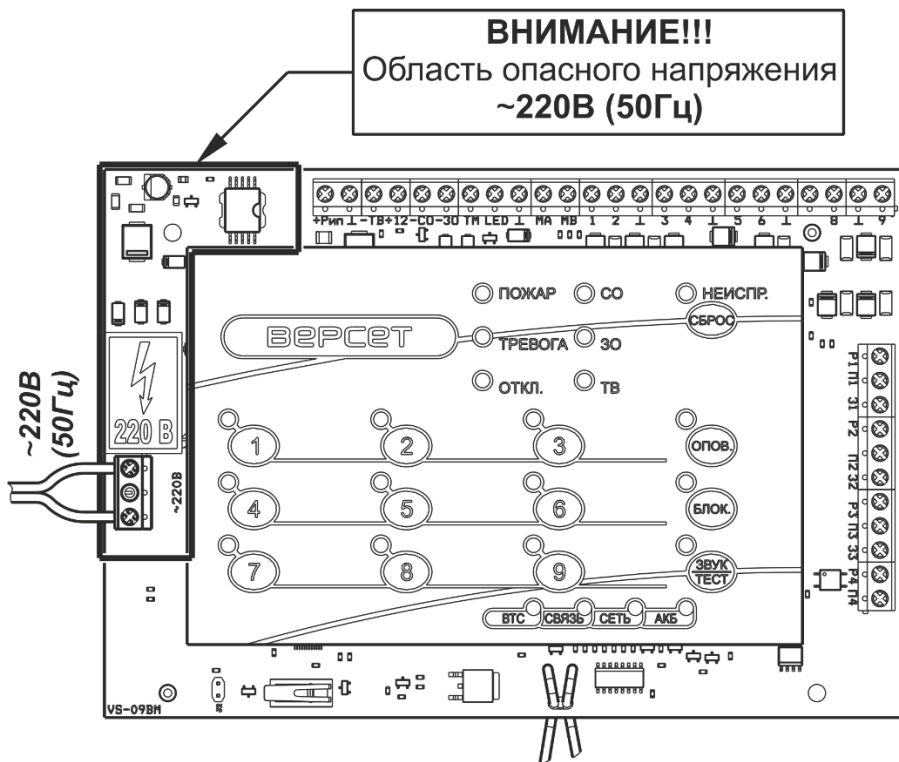 ВНИМАНИЕ!!!
Область опасного напряжения
~220В (50Гц)
+Рип ⊥ -ТВ +12 -СО -ЗО ТМ LED ⊥ МА МВ 1 2 ⊥ 3 4 ⊥ 5 6 ⊥ 8 ⊥ 9
ПОЖАР СО НЕИСПР.
ВЕРСЕТ
СБРОС
ТРЕВОГА ЗО
ОТКЛ. ТВ
~220В
(50Гц)
220 В
~220В
1 2 3 ОПОВ.
4 5 6 БЛОК.
7 8 9 ЗВУК
ТЕСТ
ВТС СВЯЗЬ СЕТЬ АКБ
Р1 П1 З1 Р2 П2 З2 Р3 П3 З3 Р4 П4
J2
VS-09ВМ